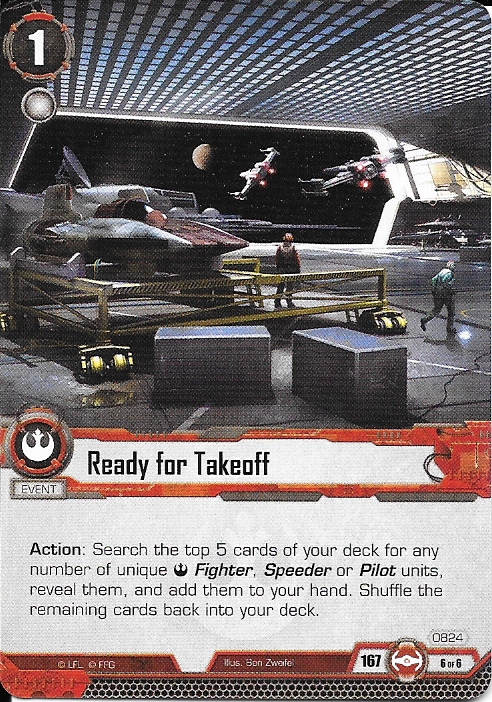 1
Ready for Takeoff
EVENT
Action: Search the top 5 cards of your deck for any
number of unique Fighter, Speeder or Pilot units,
reveal them, and add them to your hand. Shuffle the
remaining cards back into your deck.
0824
© LFL © FFG
Illus. Ben Zweifel
167
6 OF 6